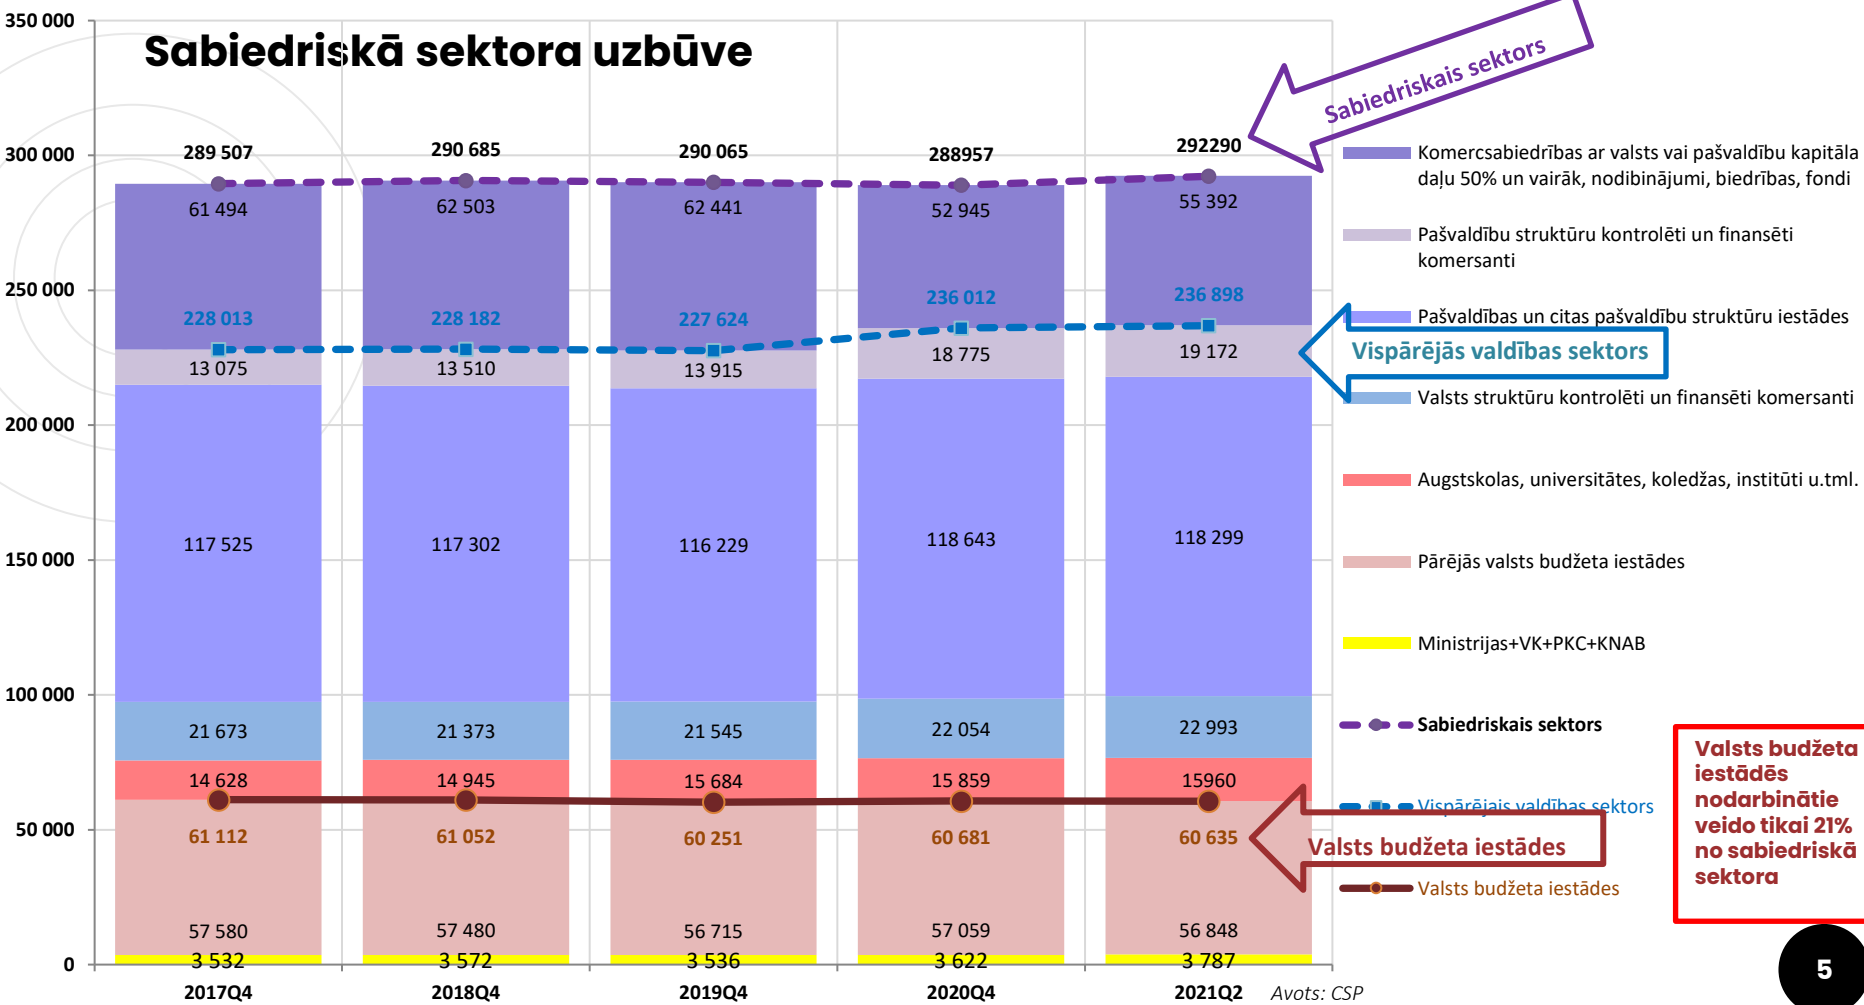 Sabiedriskā sektora uzbūve
350 000
300 000
250 000
200 000
150 000
100 000
50 000
0
289 507
290 685
290 065
288957
292290
61 494
62 503
62 441
52 945
55 392
228 013
228 182
227 624
236 012
236 898
13 075
13 510
13 915
18 775
19 172
117 525
117 302
116 229
118 643
118 299
21 673
21 373
21 545
22 054
22 993
14 628
14 945
15 684
15 859
15960
61 112
61 052
60 251
60 681
60 635
57 580
57 480
56 715
57 059
56 848
3 532
3 572
3 536
3 622
3 787
2017Q4
2018Q4
2019Q4
2020Q4
2021Q2
Avots: CSP
Sabiedriskais sektors
Komercsabiedrības ar valsts vai pašvaldību kapitāla
daļu 50% un vairāk, nodibinājumi, biedrības, fondi
Pašvaldību struktūru kontrolēti un finansēti
komersanti
Pašvaldības un citas pašvaldību struktūru iestādes
Vispārējās valdības sektors
Valsts struktūru kontrolēti un finansēti komersanti
Augstskolas, universitātes, koledžas, institūti u.tml.
Pārējās valsts budžeta iestādes
Ministrijas+VK+PKC+KNAB
Sabiedriskais sektors
Vispārējais valdības sektors
Valsts budžeta iestādes
Valsts budžeta iestādes
Valsts budžeta
iestādēs
nodarbinātie
veido tikai 21%
no sabiedriskā
sektora
5